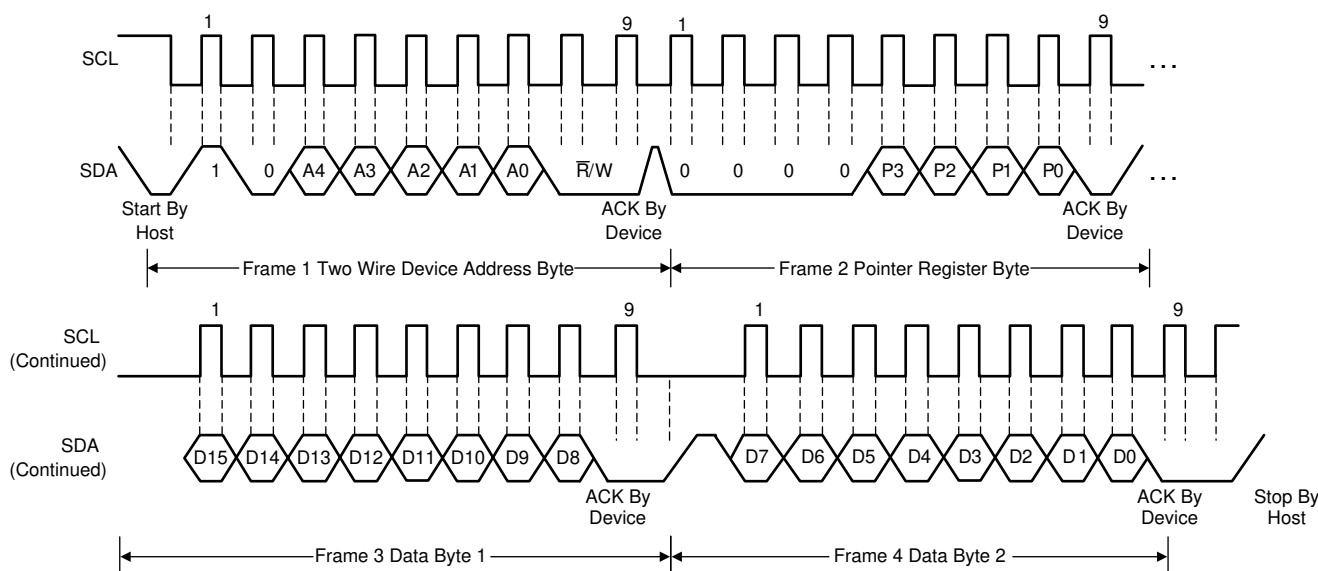 1 9 1 9
SCL ...
SDA 1 0 A4 A3 A2 A1 A0 R̅/W 0 0 0 0 P3 P2 P1 P0 ...
Start By ACK By ACK By
Host Device Device
Frame 1 Two Wire Device Address Byte Frame 2 Pointer Register Byte
1 9 1 9
SCL
(Continued)
SDA D15 D14 D13 D12 D11 D10 D9 D8 D7 D6 D5 D4 D3 D2 D1 D0
(Continued)
ACK By ACK By Stop By
Device Device Host
Frame 3 Data Byte 1 Frame 4 Data Byte 2